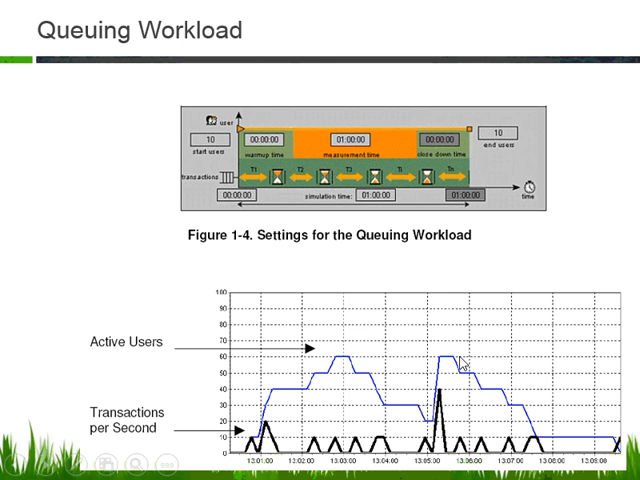 Queuing Workload
user
10
start users
00:00:00
warmup time
01:00:00
measurement time
00:00:00
close down time
10
end users
transactions
T1
T2
T3
Ti
Tn
00:00:00
simulation time:
01:00:00
01:00:00
time
Figure 1-4. Settings for the Queuing Workload
Active Users
Transactions
per Second
100
90
80
70
60
50
40
30
20
10
0
13:01:00 13:02:00 13:03:00 13:04:00 13:05:00 13:06:00 13:07:00 13:08:00 13:09:00